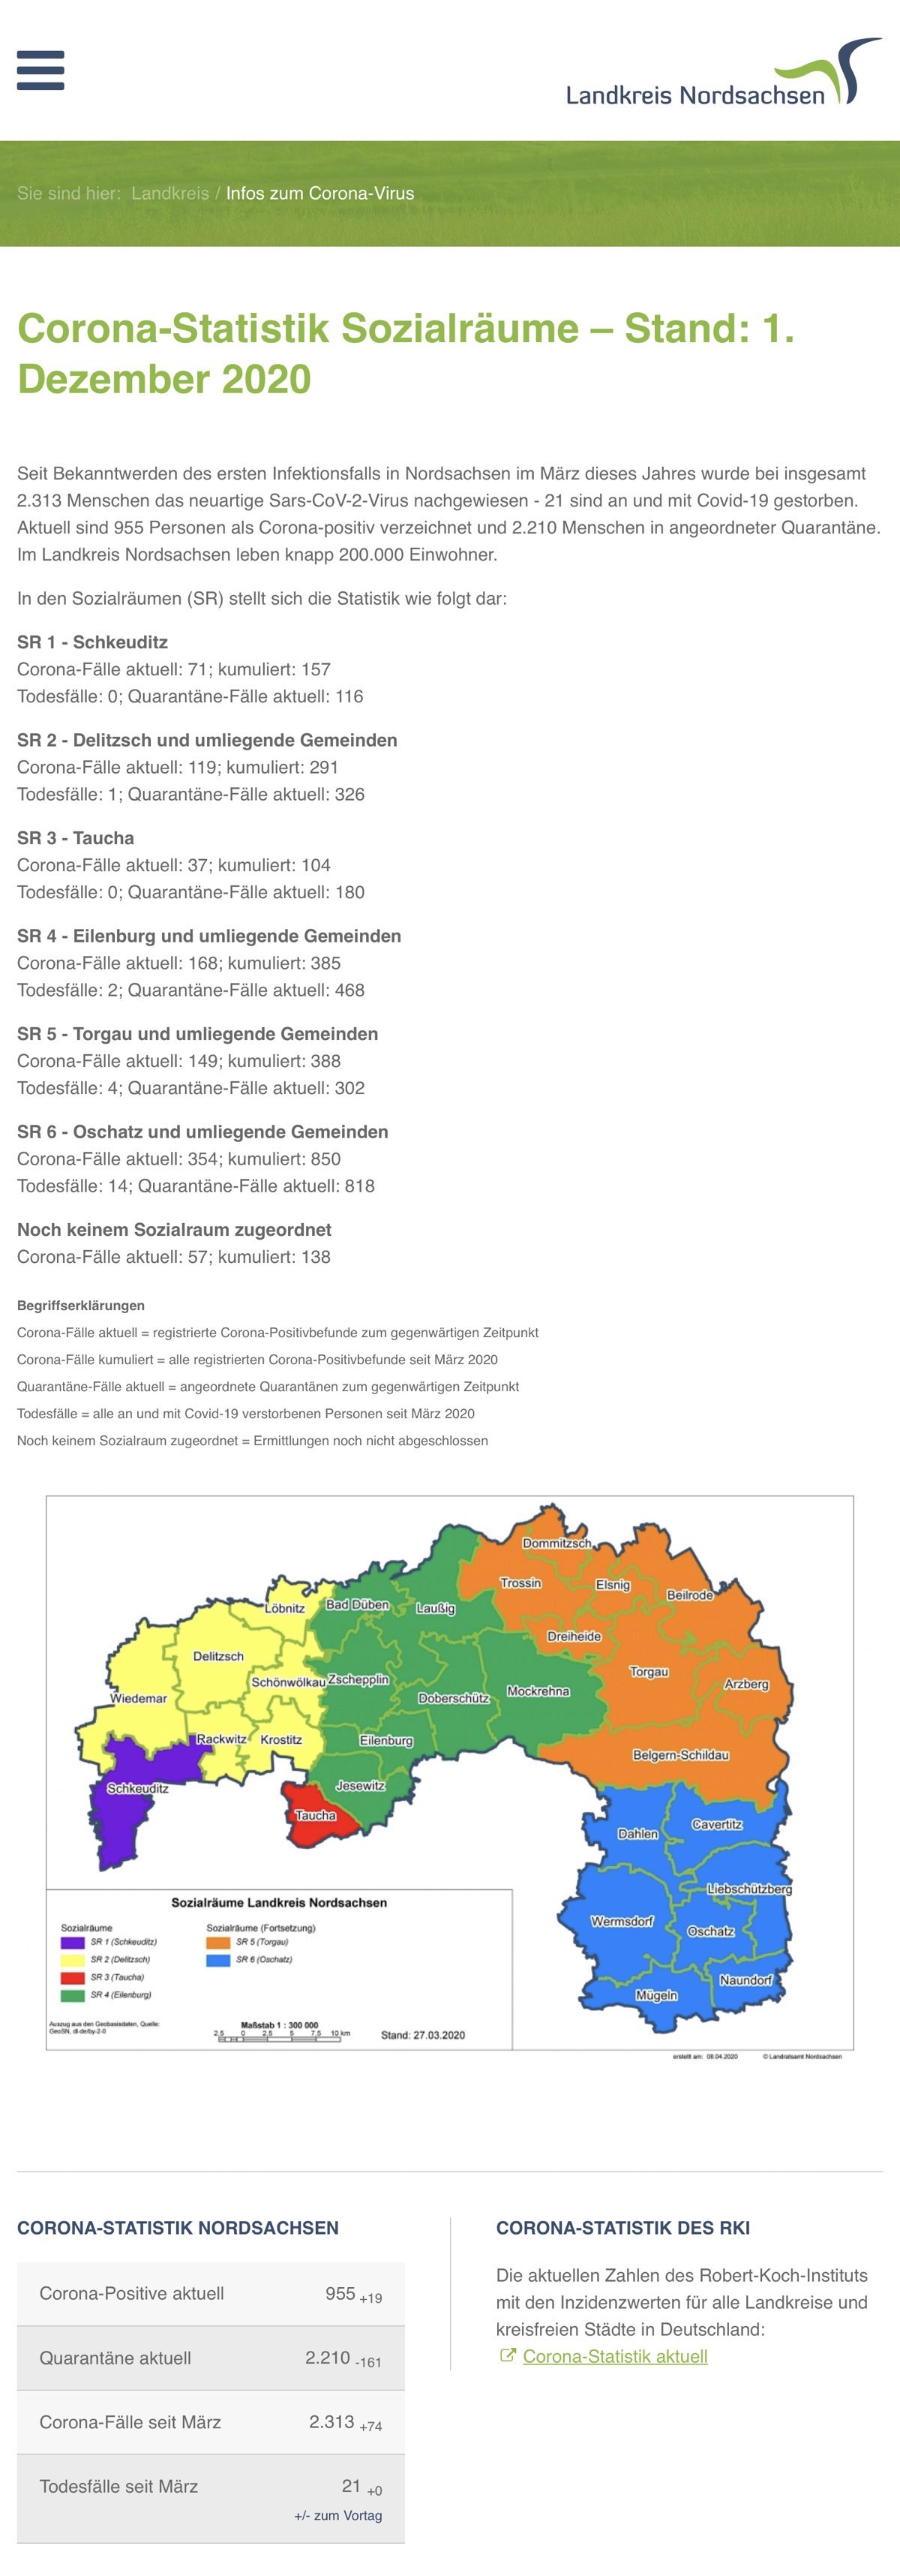 Landkreis Nordsachsen
Sie sind hier: Landkreis / Infos zum Corona-Virus
Corona-Statistik Sozialräume – Stand: 1.
Dezember 2020
Seit Bekanntwerden des ersten Infektionsfalls in Nordsachsen im März dieses Jahres wurde bei insgesamt
2.313 Menschen das neuartige Sars-CoV-2-Virus nachgewiesen - 21 sind an und mit Covid-19 gestorben.
Aktuell sind 955 Personen als Corona-positiv verzeichnet und 2.210 Menschen in angeordneter Quarantäne.
Im Landkreis Nordsachsen leben knapp 200.000 Einwohner.
In den Sozialräumen (SR) stellt sich die Statistik wie folgt dar:
SR 1 - Schkeuditz
Corona-Fälle aktuell: 71; kumuliert: 157
Todesfälle: 0; Quarantäne-Fälle aktuell: 116
SR 2 - Delitzsch und umliegende Gemeinden
Corona-Fälle aktuell: 119; kumuliert: 291
Todesfälle: 1; Quarantäne-Fälle aktuell: 326
SR 3 - Taucha
Corona-Fälle aktuell: 37; kumuliert: 104
Todesfälle: 0; Quarantäne-Fälle aktuell: 180
SR 4 - Eilenburg und umliegende Gemeinden
Corona-Fälle aktuell: 168; kumuliert: 385
Todesfälle: 2; Quarantäne-Fälle aktuell: 468
SR 5 - Torgau und umliegende Gemeinden
Corona-Fälle aktuell: 149; kumuliert: 388
Todesfälle: 4; Quarantäne-Fälle aktuell: 302
SR 6 - Oschatz und umliegende Gemeinden
Corona-Fälle aktuell: 354; kumuliert: 850
Todesfälle: 14; Quarantäne-Fälle aktuell: 818
Noch keinem Sozialraum zugeordnet
Corona-Fälle aktuell: 57; kumuliert: 138
Begriffserklärungen
Corona-Fälle aktuell = registrierte Corona-Positivbefunde zum gegenwärtigen Zeitpunkt
Corona-Fälle kumuliert = alle registrierten Corona-Positivbefunde seit März 2020
Quarantäne-Fälle aktuell = angeordnete Quarantänen zum gegenwärtigen Zeitpunkt
Todesfälle = alle an und mit Covid-19 verstorbenen Personen seit März 2020
Noch keinem Sozialraum zugeordnet = Ermittlungen noch nicht abgeschlossen
Dommitzsch
Trossin
Elsnig
Beilrode
Löbnitz
Bad Düben
Laußig
Dreiheide
Delitzsch
Torgau
Schönwölkau
Zschepplin
Arzberg
Wiedemar
Doberschütz
Mockrehna
Rackwitz
Krostitz
Eilenburg
Belgern-Schildau
Schkeuditz
Jesewitz
Taucha
Dahlen
Cavertitz
Liebschützberg
Wermsdorf
Oschatz
Naundorf
Mügeln
Sozialräume Landkreis Nordsachsen
Sozialräume
SR 1 (Schkeuditz)
SR 2 (Delitzsch)
SR 3 (Taucha)
SR 4 (Eilenburg)
Sozialräume (Fortsetzung)
SR 5 (Torgau)
SR 6 (Oschatz)
Auszug aus den Geobasisdaten, Quelle:
GeoSN, dl-de/by-2-0
Maßstab 1 : 300 000
2,5 0 2,5 5 7,5 10 km
Stand: 27.03.2020
erstellt am: 08.04.2020 © Landratsamt Nordsachsen
CORONA-STATISTIK NORDSACHSEN
Corona-Positive aktuell 955 +19
Quarantäne aktuell 2.210 -161
Corona-Fälle seit März 2.313 +74
Todesfälle seit März 21 +0
+/- zum Vortag
CORONA-STATISTIK DES RKI
Die aktuellen Zahlen des Robert-Koch-Instituts
mit den Inzidenzwerten für alle Landkreise und
kreisfreien Städte in Deutschland:
Corona-Statistik aktuell